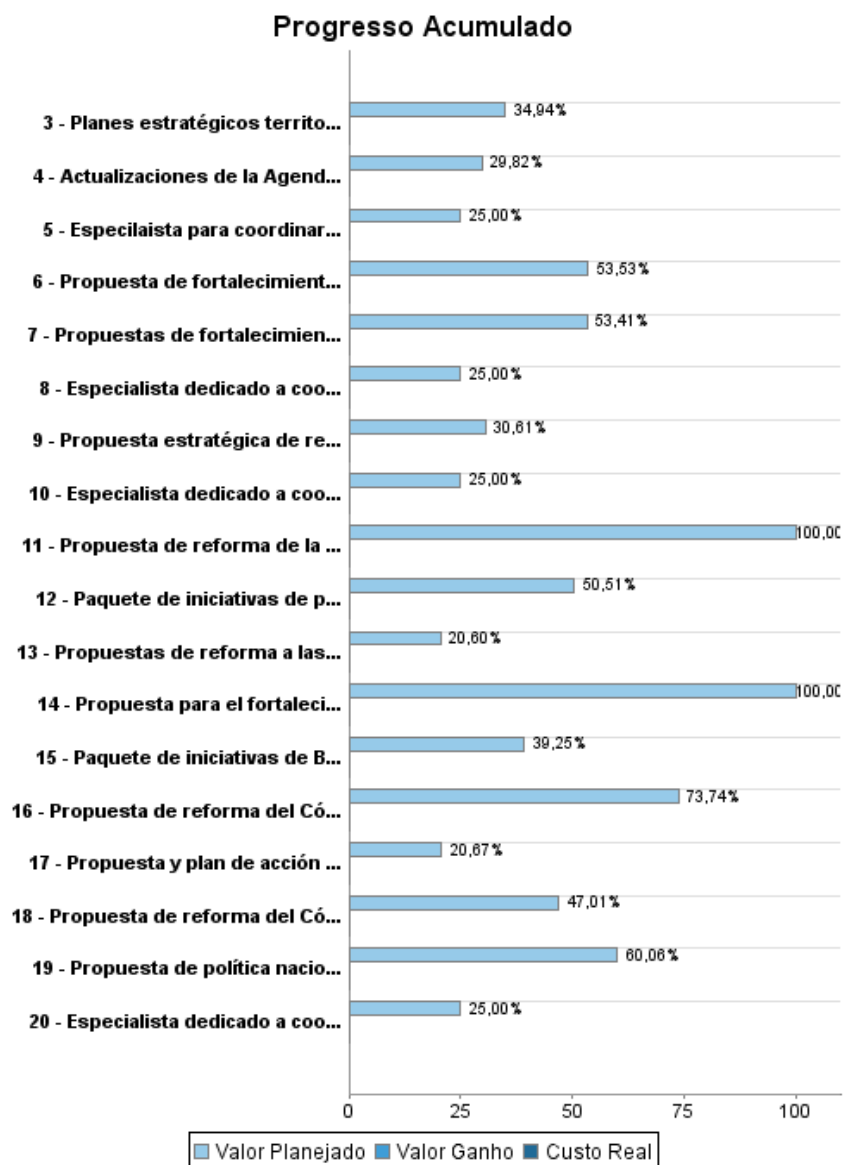 Progresso Acumulado
3 - Planes estratégicos territo... 34,94%
4 - Actualizaciones de la Agend... 29,82%
5 - Especilaista para coordinar... 25,00%
6 - Propuesta de fortalecimient... 53,53%
7 - Propuestas de fortalecimien... 53,41%
8 - Especialista dedicado a coo... 25,00%
9 - Propuesta estratégica de re... 30,61%
10 - Especialista dedicado a coo... 25,00%
11 - Propuesta de reforma de la ... 100,00
12 - Paquete de iniciativas de p... 50,51%
13 - Propuestas de reforma a las... 20,60%
14 - Propuesta para el fortaleci... 100,00
15 - Paquete de iniciativas de B... 39,25%
16 - Propuesta de reforma del Có... 73,74%
17 - Propuesta y plan de acción ... 20,67%
18 - Propuesta de reforma del Có... 47,01%
19 - Propuesta de política nacio... 60,06%
20 - Especialista dedicado a coo... 25,00%
0 25 50 75 100
Valor Planejado Valor Ganho Custo Real